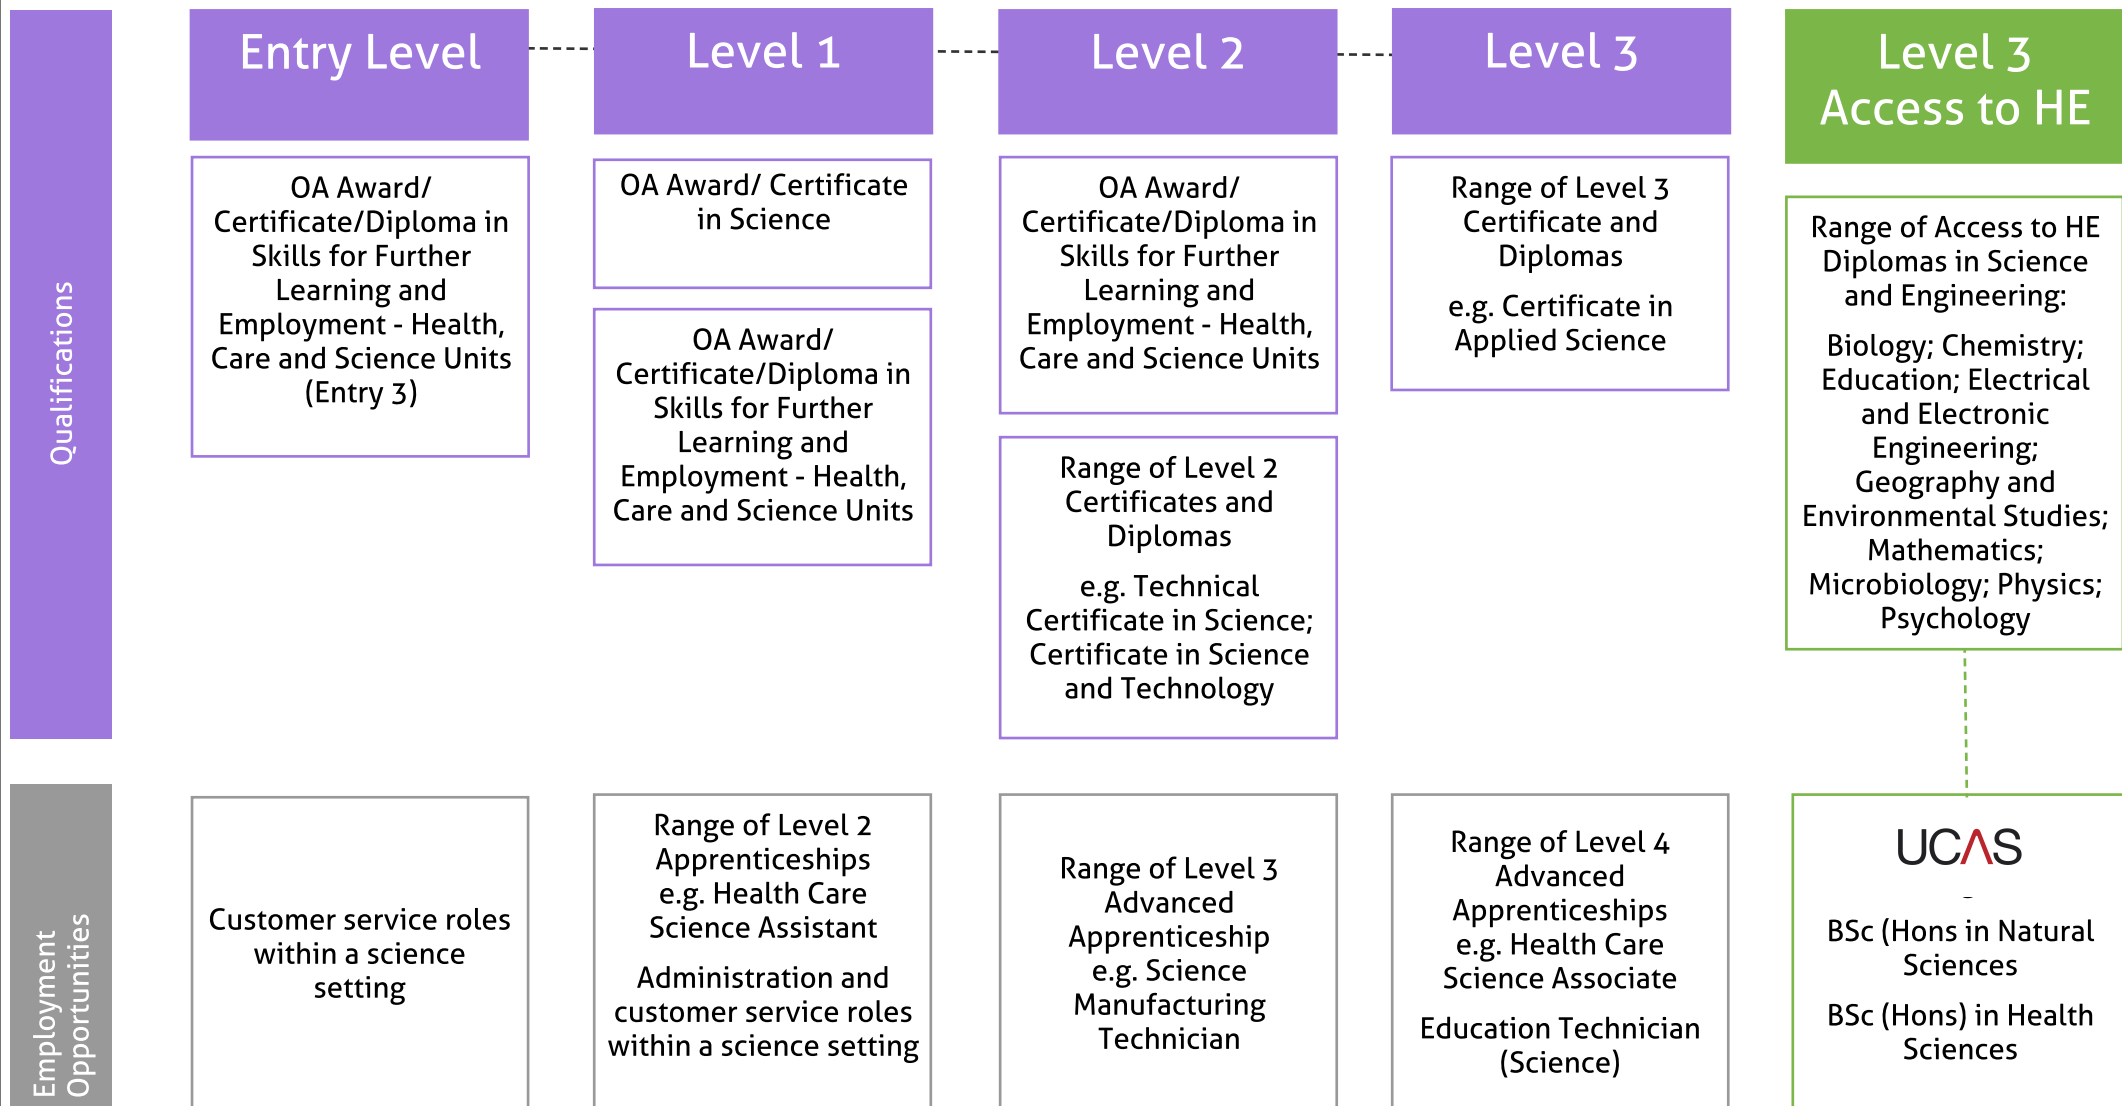 Qualifications
Entry Level
Level 1
Level 2
Level 3
Level 3
Access to HE
OA Award/
Certificate/Diploma in
Skills for Further
Learning and
Employment - Health,
Care and Science Units
(Entry 3)
OA Award/ Certificate
in Science
OA Award/
Certificate/Diploma in
Skills for Further
Learning and
Employment - Health,
Care and Science Units
OA Award/
Certificate/Diploma in
Skills for Further
Learning and
Employment - Health,
Care and Science Units
Range of Level 2
Certificates and
Diplomas
e.g. Technical
Certificate in Science;
Certificate in Science
and Technology
Range of Level 3
Certificate and
Diplomas
e.g. Certificate in
Applied Science
Range of Access to HE
Diplomas in Science
and Engineering:
Biology; Chemistry;
Education; Electrical
and Electronic
Engineering;
Geography and
Environmental Studies;
Mathematics;
Microbiology; Physics;
Psychology
Employment
Opportunities
Customer service roles
within a science
setting
Range of Level 2
Apprenticeships
e.g. Health Care
Science Assistant
Administration and
customer service roles
within a science setting
Range of Level 3
Advanced
Apprenticeship
e.g. Science
Manufacturing
Technician
Range of Level 4
Advanced
Apprenticeships
e.g. Health Care
Science Associate
Education Technician
(Science)
UCAS
BSc (Hons in Natural
Sciences
BSc (Hons) in Health
Sciences